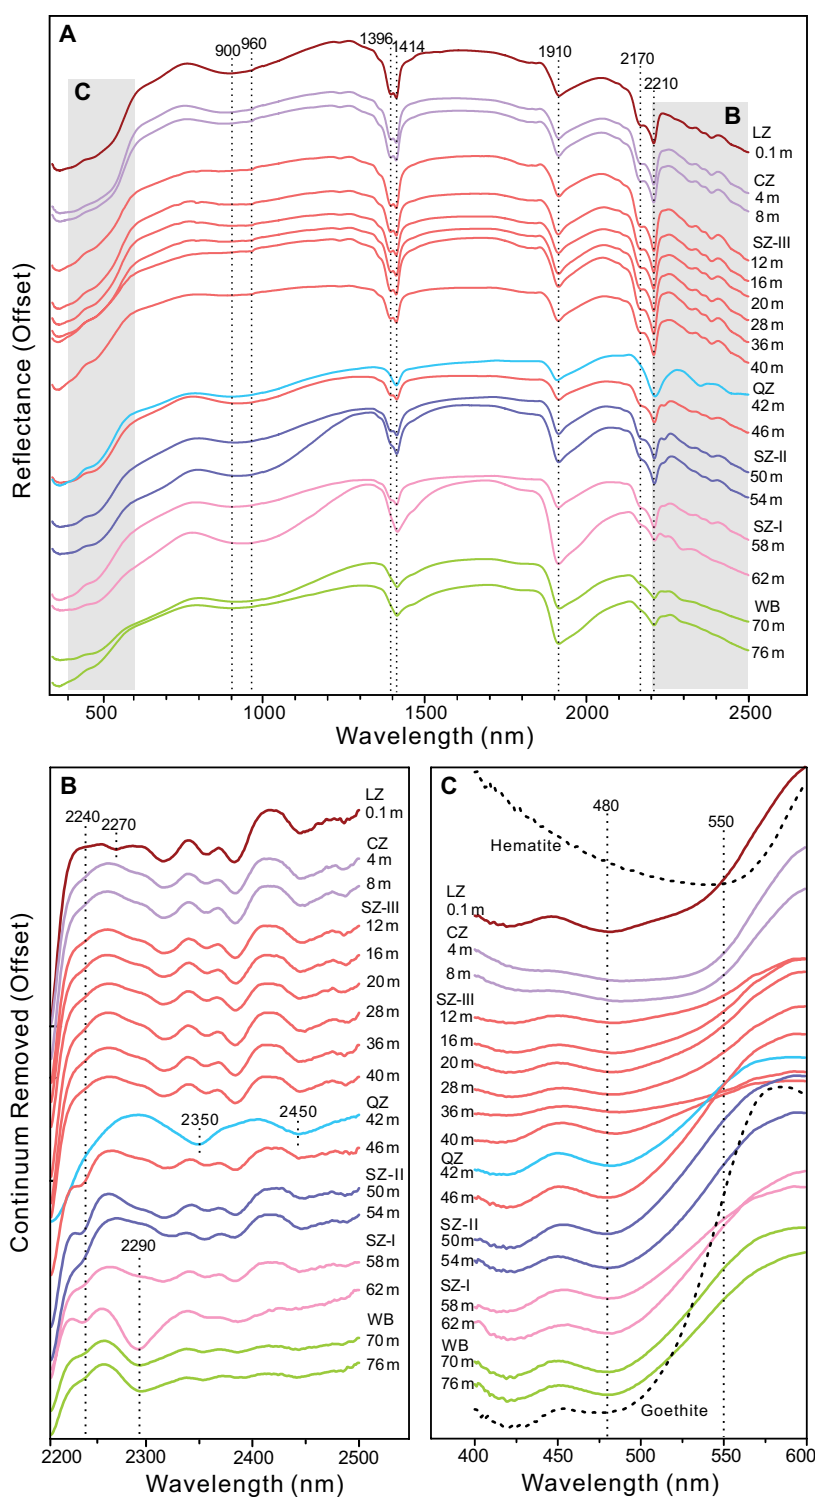 A
1396
1414
900
960
1910
2170
2210
C
B
LZ
0.1 m
CZ
4 m
8 m
SZ-III
12 m
16 m
20 m
28 m
36 m
40 m
QZ
42 m
46 m
SZ-II
50 m
54 m
SZ-I
58 m
62 m
WB
70 m
76 m
Reflectance (Offset)
500 1000 1500 2000 2500
Wavelength (nm)
B
2240
2270
LZ
0.1 m
CZ
4 m
8 m
SZ-III
12 m
16 m
20 m
28 m
36 m
40 m
QZ
42 m
2350
2450
46 m
SZ-II
50 m
54 m
2290
SZ-I
58 m
62 m
WB
70 m
76 m
Continuum Removed (Offset)
2200 2300 2400 2500
Wavelength (nm)
C
480
550
Hematite
LZ
0.1 m
CZ
4 m
8 m
SZ-III
12 m
16 m
20 m
28 m
36 m
40 m
QZ
42 m
46 m
SZ-II
50 m
54 m
SZ-I
58 m
62 m
WB
70 m
76 m
Goethite
400 450 500 550 600
Wavelength (nm)